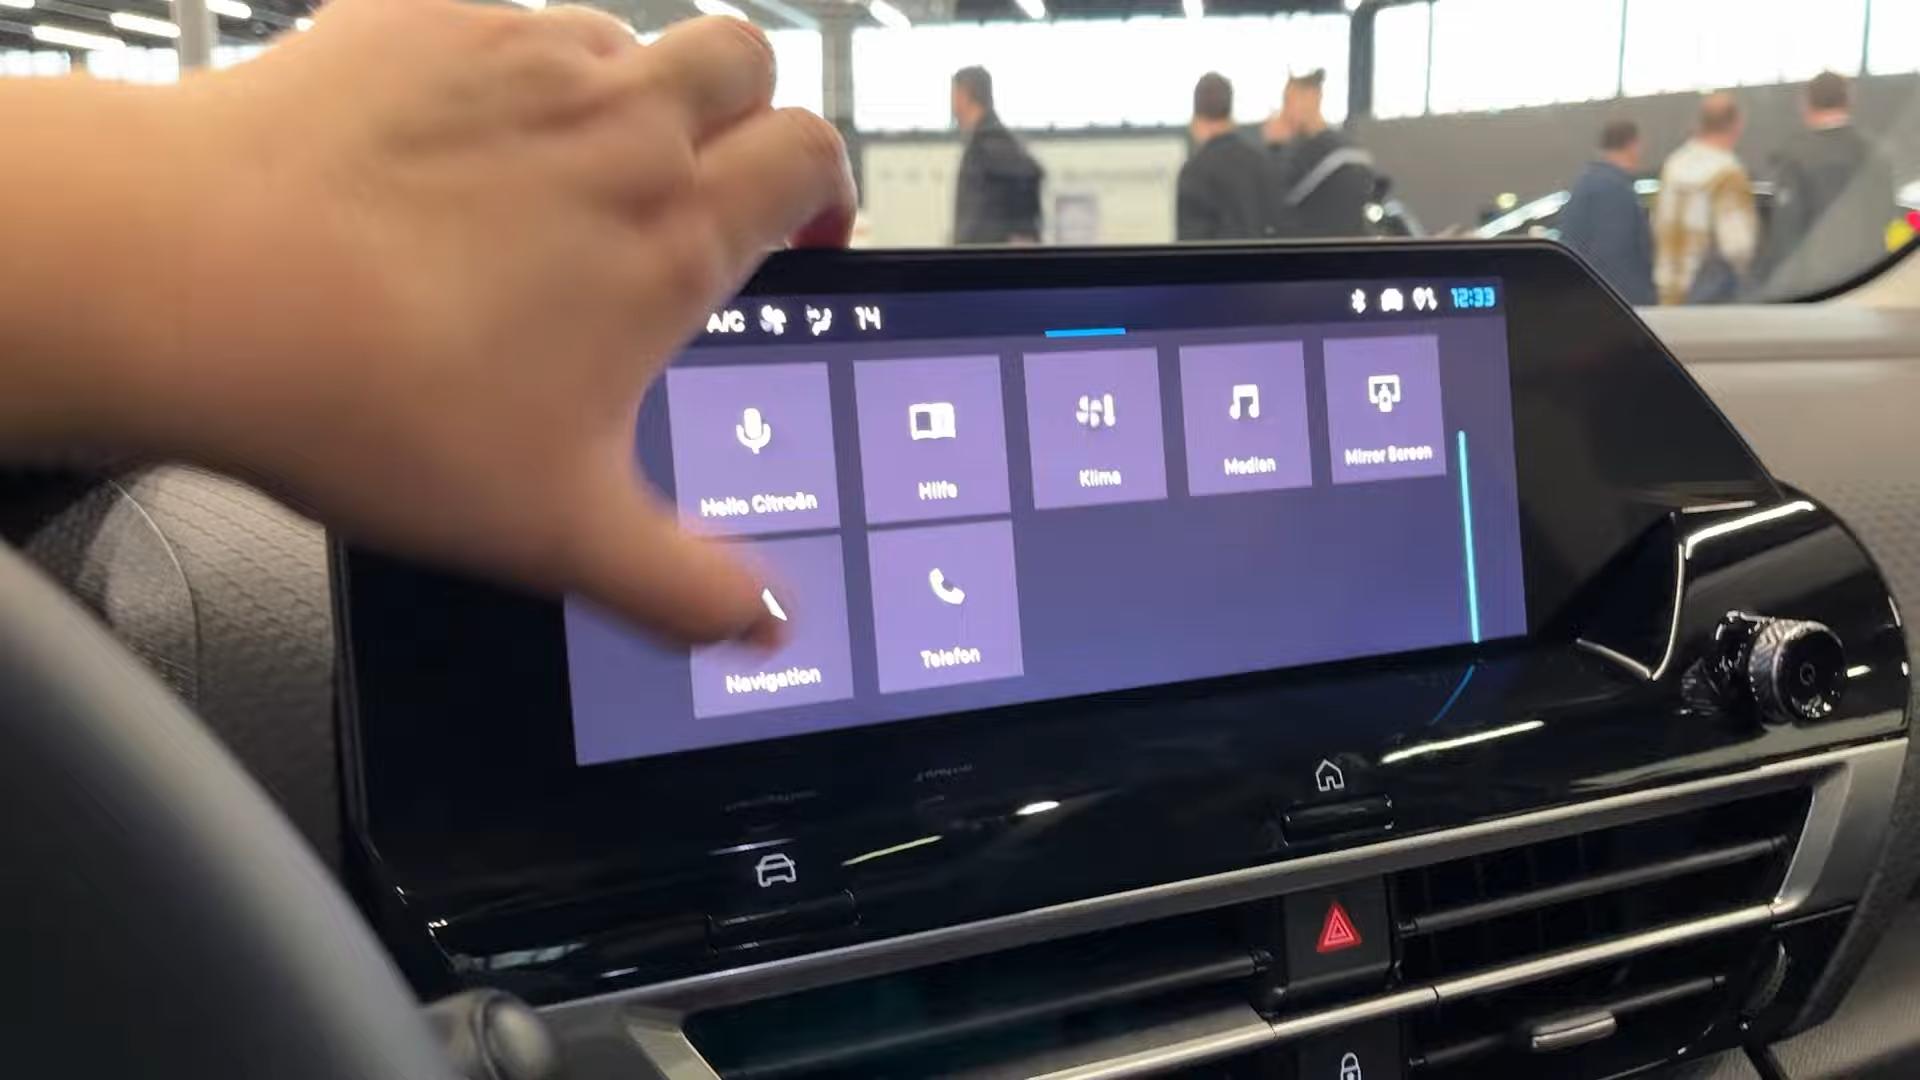 A/C 14 12:33
Hello Citroën
Hilfe
Klima
Medien
Mirror Screen
Navigation
Telefon